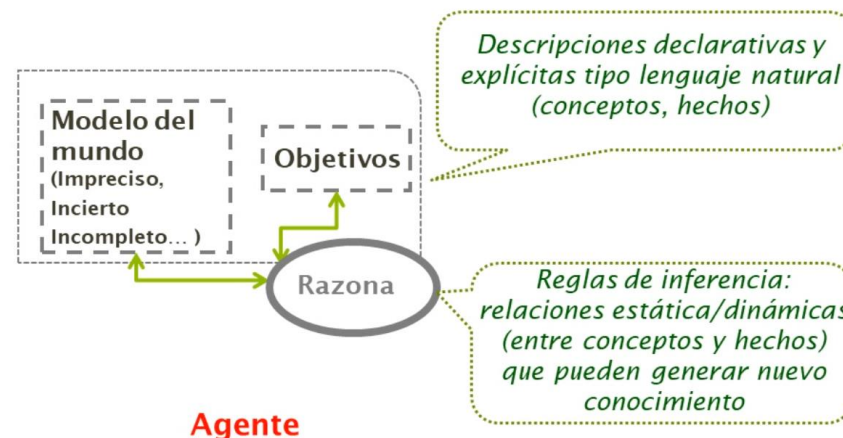 Descripciones declarativas y
explícitas tipo lenguaje natural
(conceptos, hechos)
Modelo del
mundo
(Impreciso,
Incierto
Incompleto... )
Objetivos
Razona
Reglas de inferencia:
relaciones estática/dinámicas
(entre conceptos y hechos)
que pueden generar nuevo
conocimiento
Agente